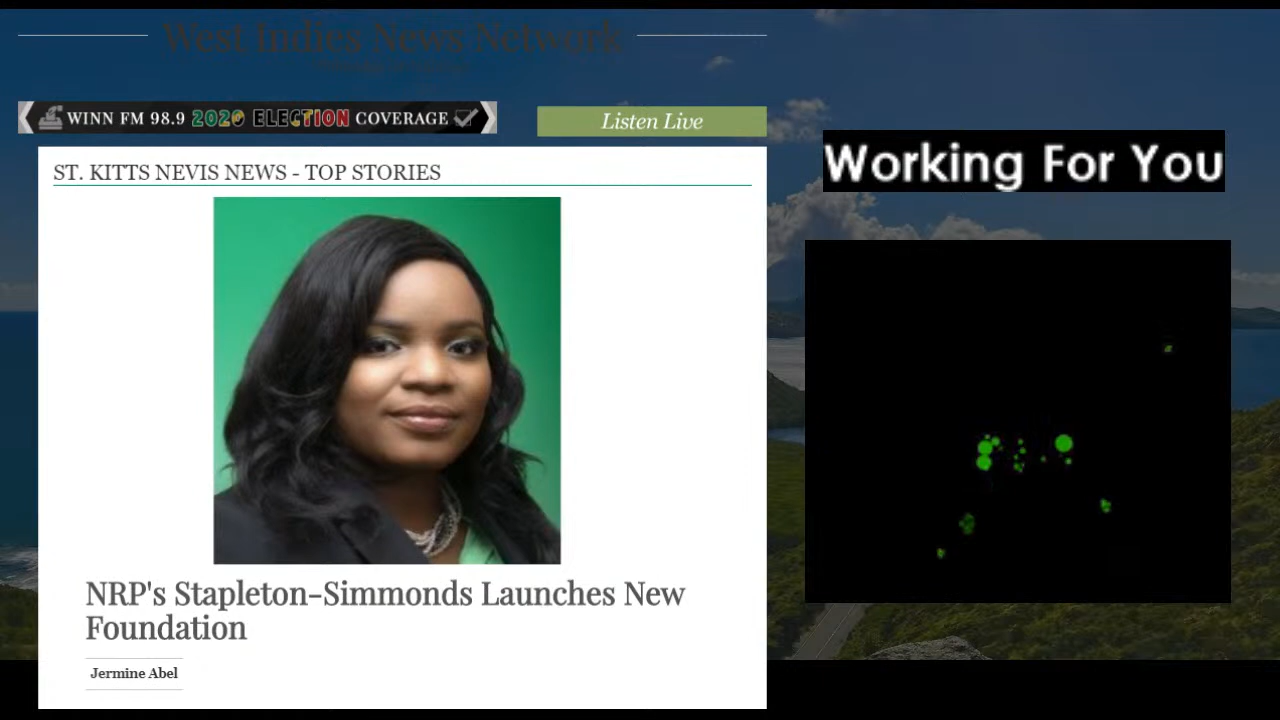 West Indies News Network
WINN FM 98.9 2020 ELECTION COVERAGE
Listen Live
Working For You
ST. KITTS NEVIS NEWS - TOP STORIES
NRP's Stapleton-Simmonds Launches New
Foundation
Jermine Abel